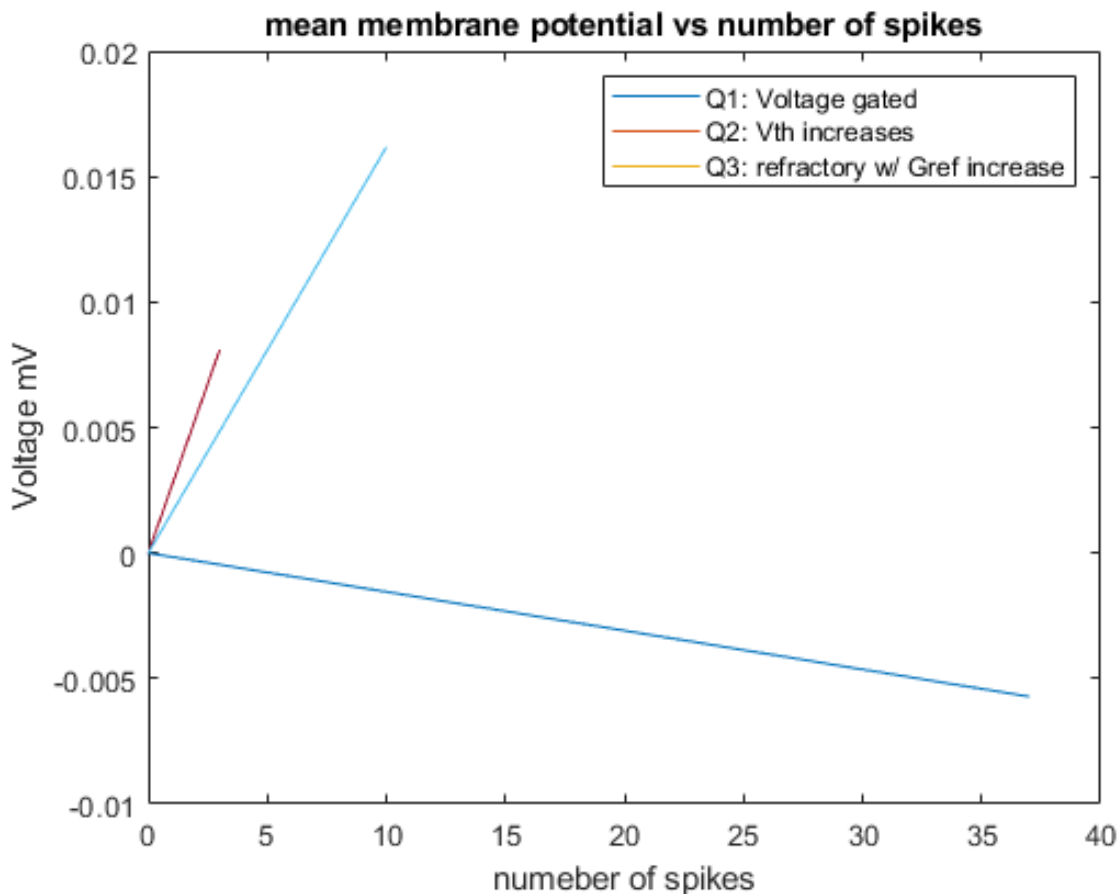 mean membrane potential vs number of spikes
0.02
0.015
0.01
0.005
0
-0.005
-0.01
Voltage mV
Q1: Voltage gated
Q2: Vth increases
Q3: refractory w/ Gref increase
0 5 10 15 20 25 30 35 40
numeber of spikes